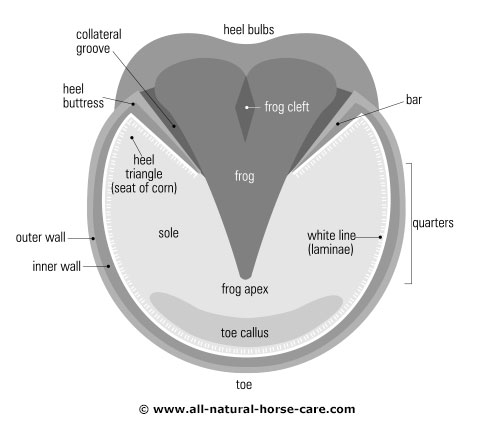 heel bulbs
collateral
groove
heel
buttress
frog cleft
bar
heel
triangle
(seat of corn)
frog
sole
white line
(laminae)
quarters
outer wall
inner wall
frog apex
toe callus
toe
© www.all-natural-horse-care.com